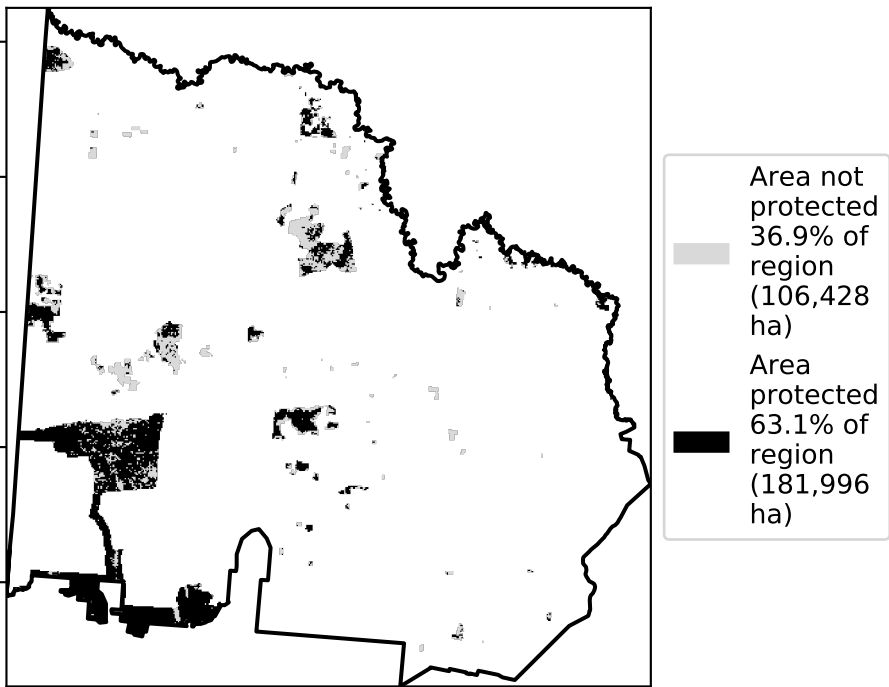 Area not
protected
36.9% of
region
(106,428
ha)
Area
protected
63.1% of
region
(181,996
ha)